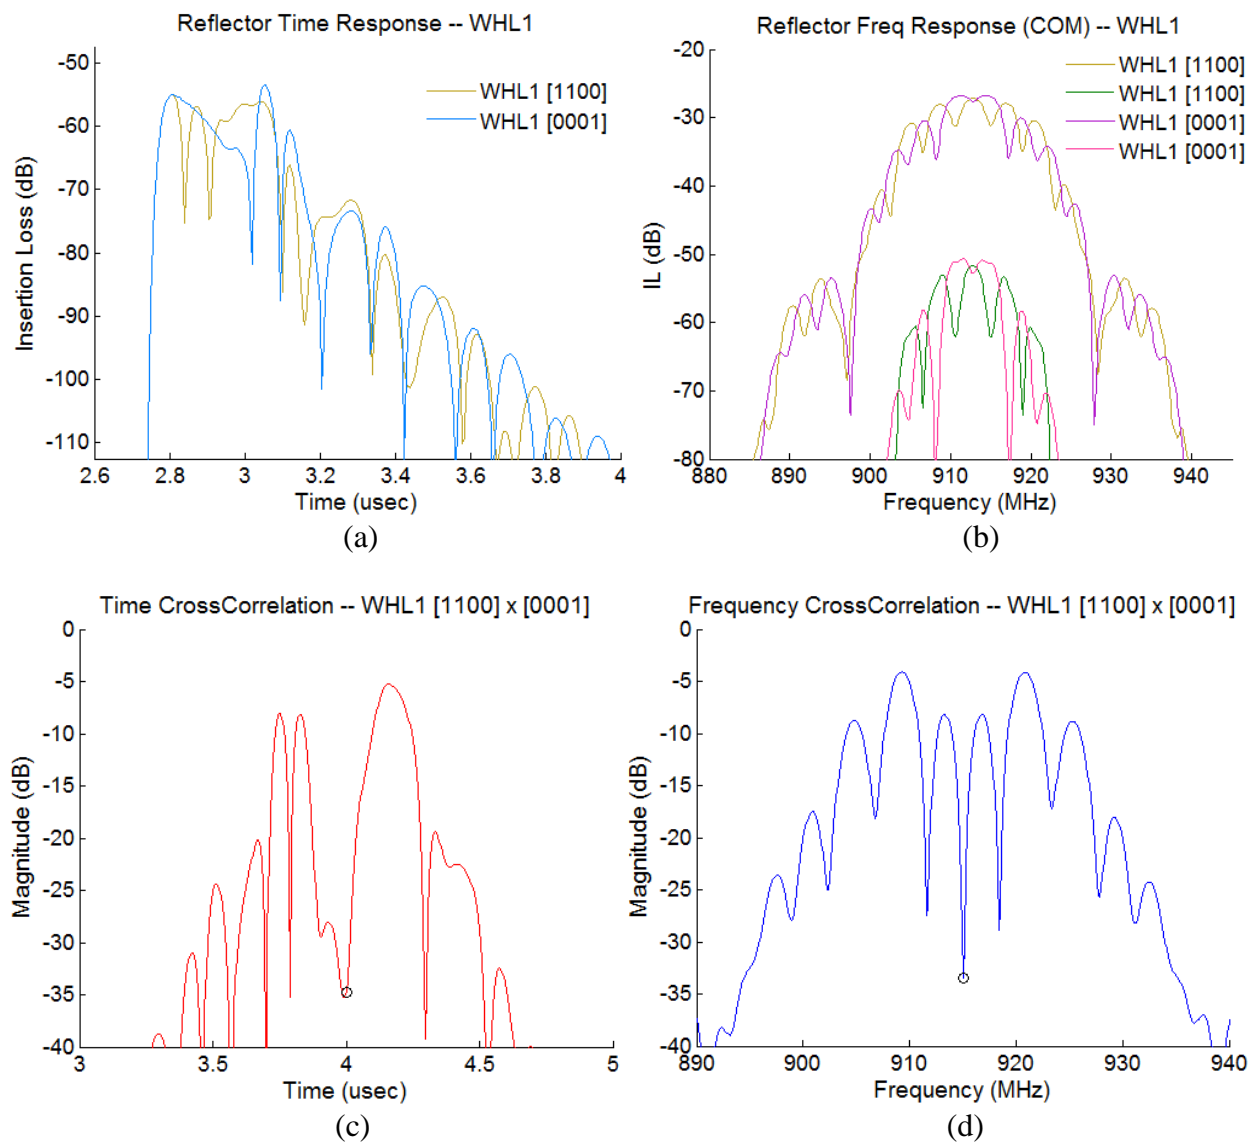 Reflector Time Response -- WHL1
-50
-60
-70
-80
-90
-100
-110
Insertion Loss (dB)
WHL1 [1100]
WHL1 [0001]
2.6
2.8
3
3.2
3.4
3.6
3.8
4
Time (usec)
(a)
Reflector Freq Response (COM) -- WHL1
-20
-30
-40
-50
-60
-70
-80
IL (dB)
WHL1 [1100]
WHL1 [1100]
WHL1 [0001]
WHL1 [0001]
880
890
900
910
920
930
940
Frequency (MHz)
(b)
Time CrossCorrelation -- WHL1 [1100] x [0001]
0
-5
-10
-15
-20
-25
-30
-35
-40
Magnitude (dB)
3
3.5
4
4.5
5
Time (usec)
(c)
Frequency CrossCorrelation -- WHL1 [1100] x [0001]
0
-5
-10
-15
-20
-25
-30
-35
-40
Magnitude (dB)
890
900
910
920
930
940
Frequency (MHz)
(d)